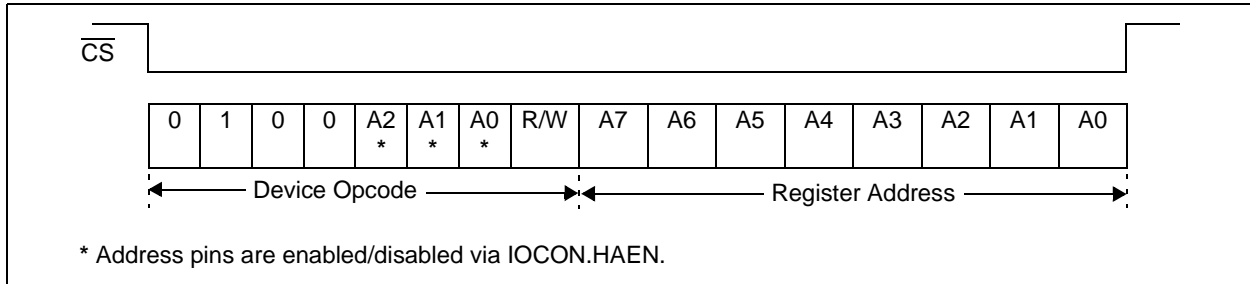 CS
0 1 0 0 A2 A1 A0 R/W A7 A6 A5 A4 A3 A2 A1 A0
* * *
Device Opcode Register Address
* Address pins are enabled/disabled via IOCON.HAEN.